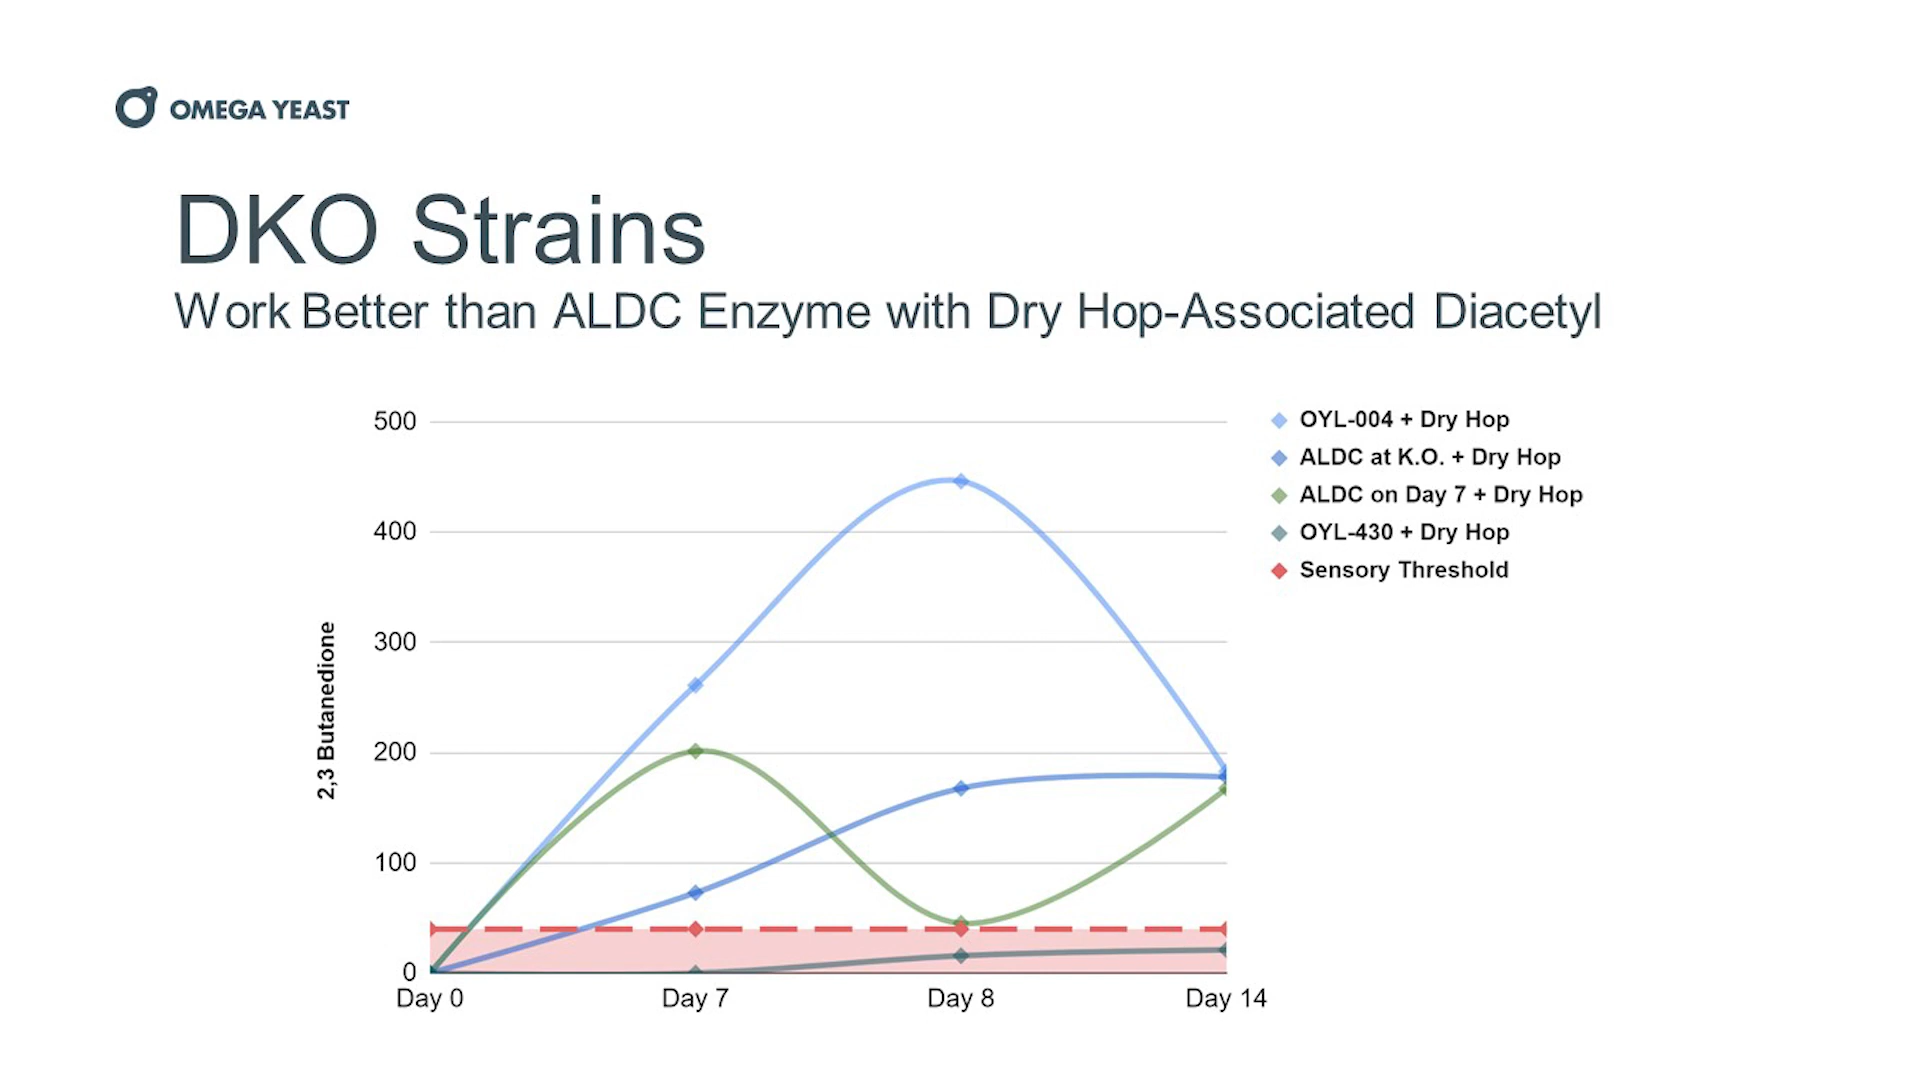 OMEGA YEAST
DKO Strains
Work Better than ALDC Enzyme with Dry Hop-Associated Diacetyl
2,3 Butanedione
500
400
300
200
100
0
Day 0
Day 7
Day 8
Day 14
OYL-004 + Dry Hop
ALDC at K.O. + Dry Hop
ALDC on Day 7 + Dry Hop
OYL-430 + Dry Hop
Sensory Threshold